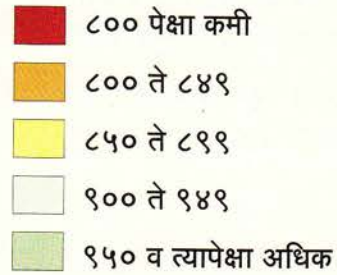 ८०० पेक्षा कमी
८०० ते ८४९
८५० ते ८९९
९०० ते ९४९
९५० व त्यापेक्षा अधिक